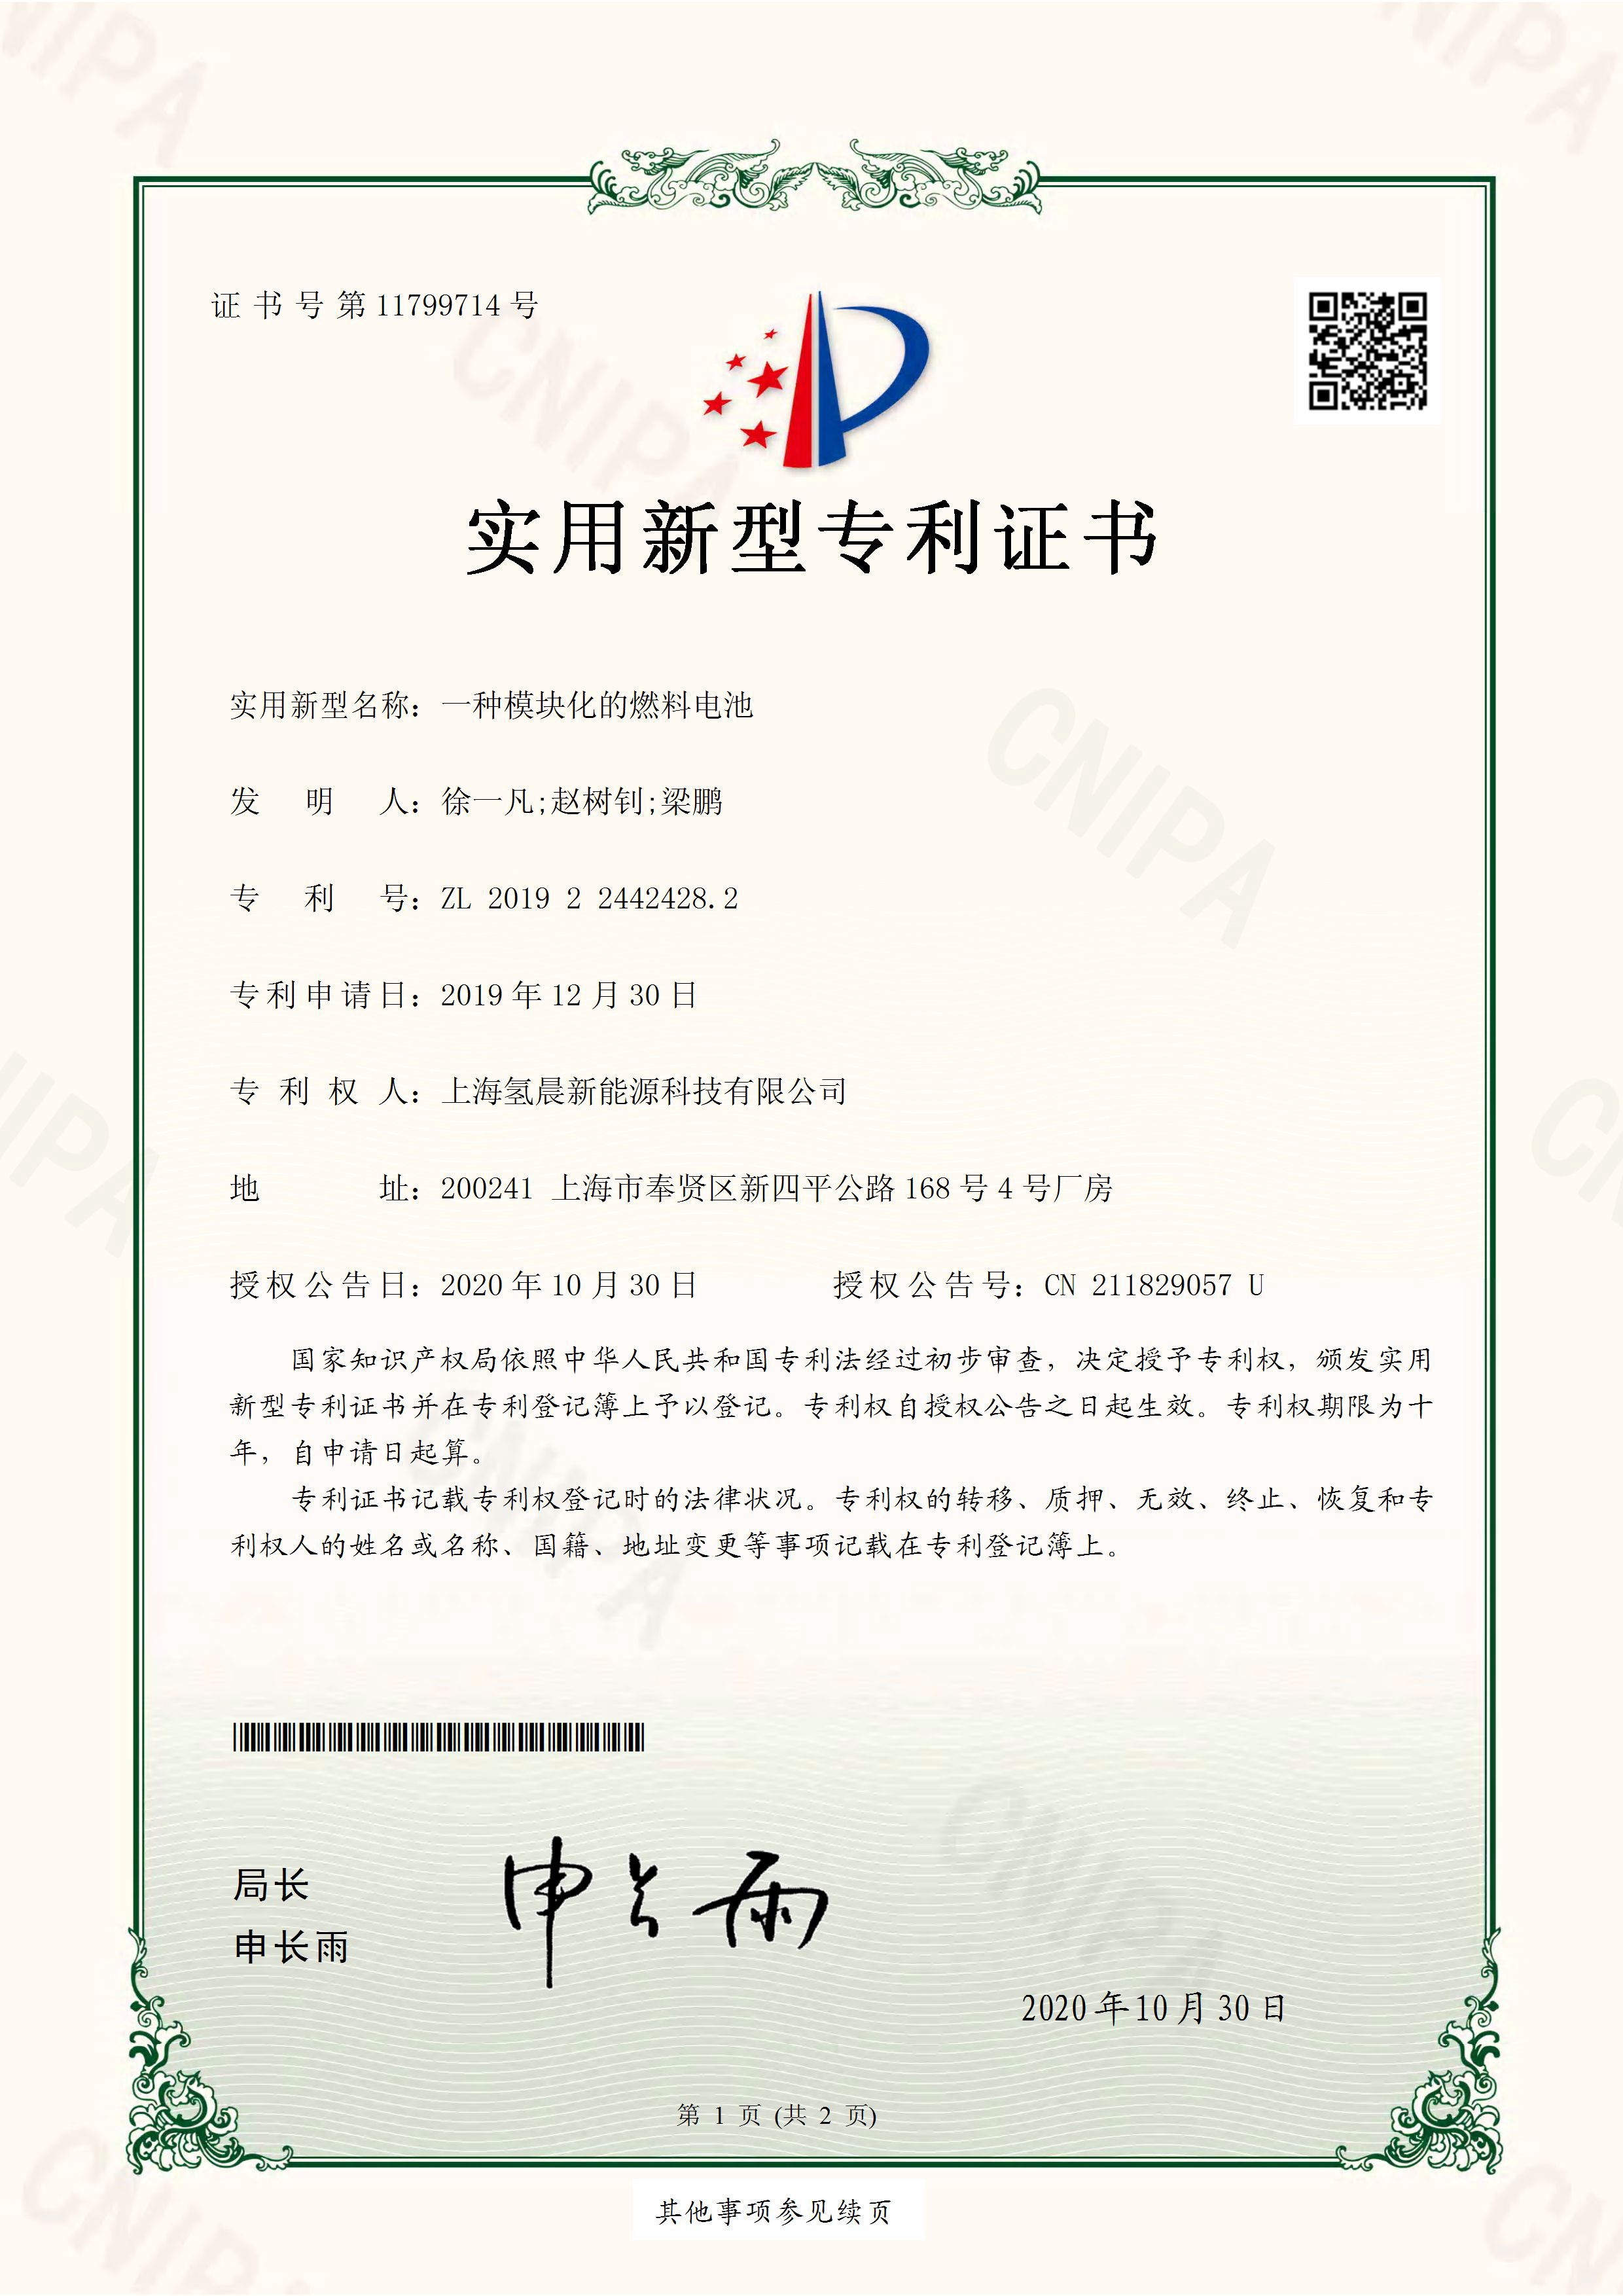 证书号第11799714号
实用新型专利证书
实用新型名称：一种模块化的燃料电池
发明人：徐一凡;赵树钊;梁鹏
专利号：ZL 2019 2 2442428.2
专利申请日：2019年12月30日
专利权人：上海氢晨新能源科技有限公司
地址：200241 上海市奉贤区新四平公路168号4号厂房
授权公告日：2020年10月30日 授权公告号：CN 211829057 U
国家知识产权局依照中华人民共和国专利法经过初步审查，决定授予专利权，颁发实用
新型专利证书并在专利登记簿上予以登记。专利权自授权公告之日起生效。专利权期限为十
年，自申请日起算。
专利证书记载专利权登记时的法律状况。专利权的转移、质押、无效、终止、恢复和专
利权人的姓名或名称、国籍、地址变更等事项记载在专利登记簿上。
局长
申长雨
申长雨
2020年10月30日
第 1 页 (共 2 页)
其他事项参见续页
CNIPA
CNIPA
CNIPA
CNIPA
CNIPA
CNIPA
CNIPA